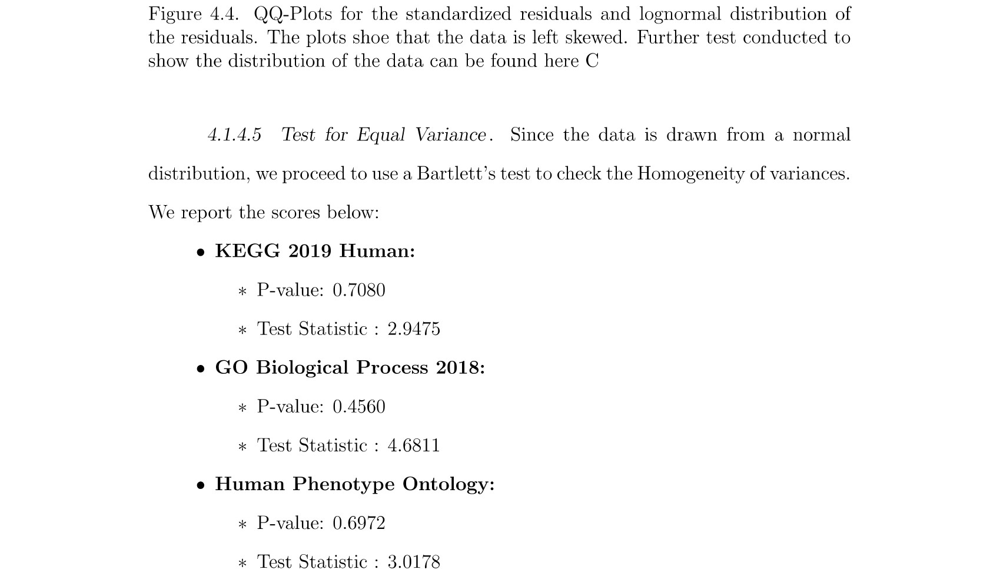 Figure 4.4. QQ-Plots for the standardized residuals and lognormal distribution of
the residuals. The plots shoe that the data is left skewed. Further test conducted to
show the distribution of the data can be found here C
4.1.4.5 Test for Equal Variance. Since the data is drawn from a normal
distribution, we proceed to use a Bartlett's test to check the Homogeneity of variances.
We report the scores below:
• KEGG 2019 Human:
∗ P-value: 0.7080
∗ Test Statistic : 2.9475
• GO Biological Process 2018:
∗ P-value: 0.4560
∗ Test Statistic : 4.6811
• Human Phenotype Ontology:
∗ P-value: 0.6972
∗ Test Statistic : 3.0178